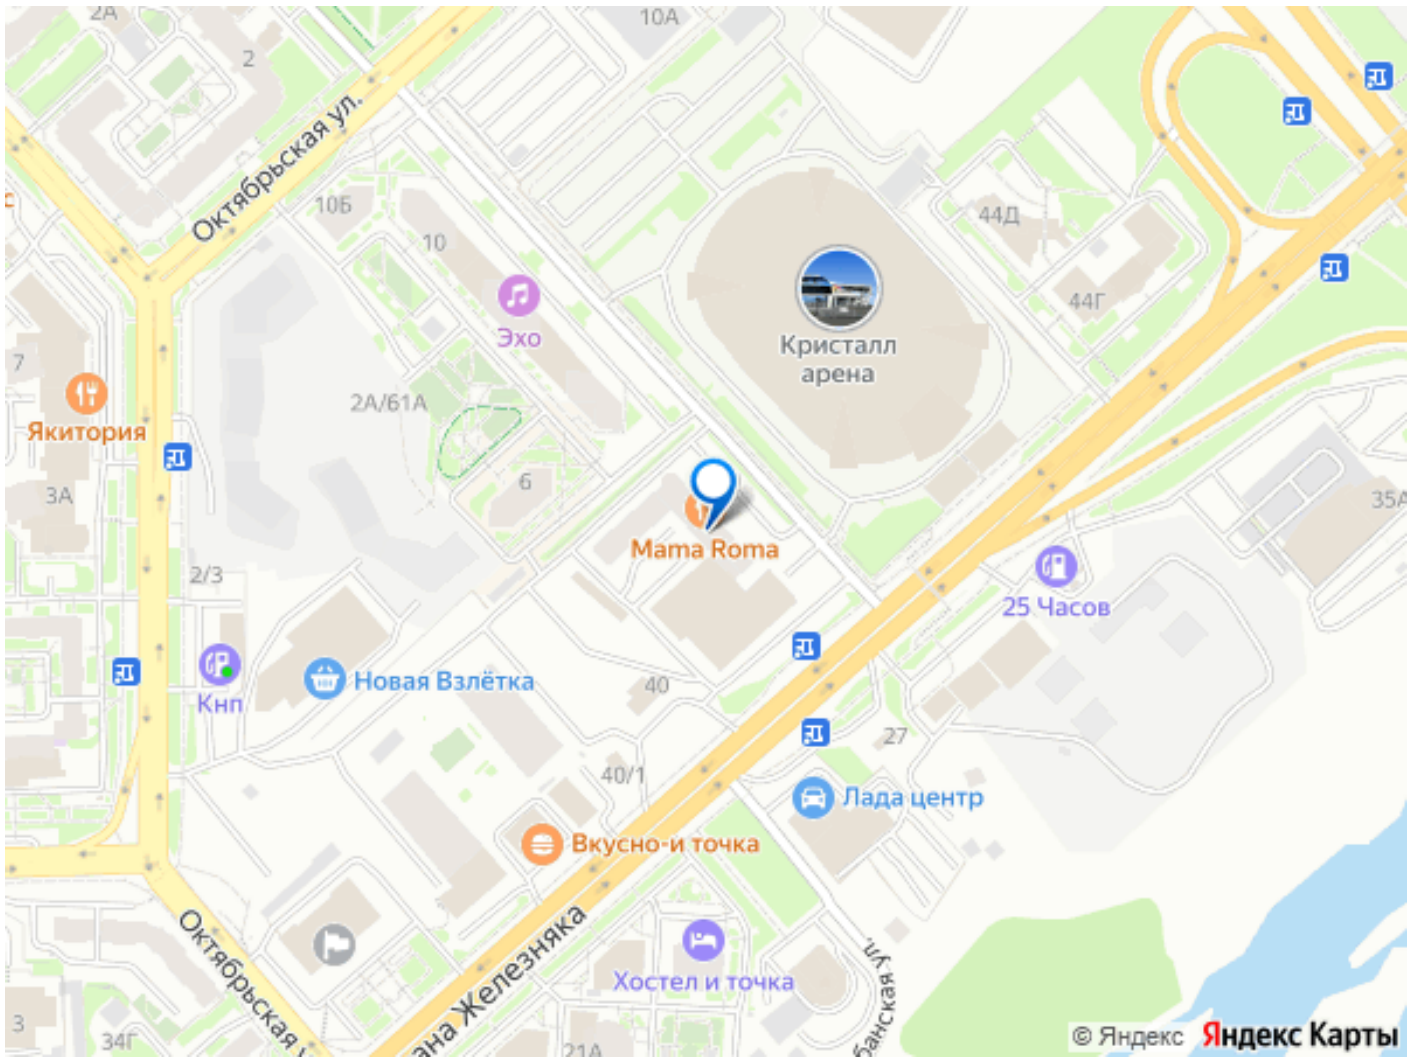 2А
10А
2
Октябрьская ул.
с
10Б
10
44Д
44Г
Эхо
Кристалл
арена
7
2А/61А
Якитория
3А
6
35А
Mama Roma
2/3
25 Часов
Кнп
Новая Взлётка
40
27
40/1
Лада центр
Вкусно-и точка
Октябрьская
ана Железняка
Хостел и точка
банская ул.
3
34Г
21А
© Яндекс Яндекс Карты